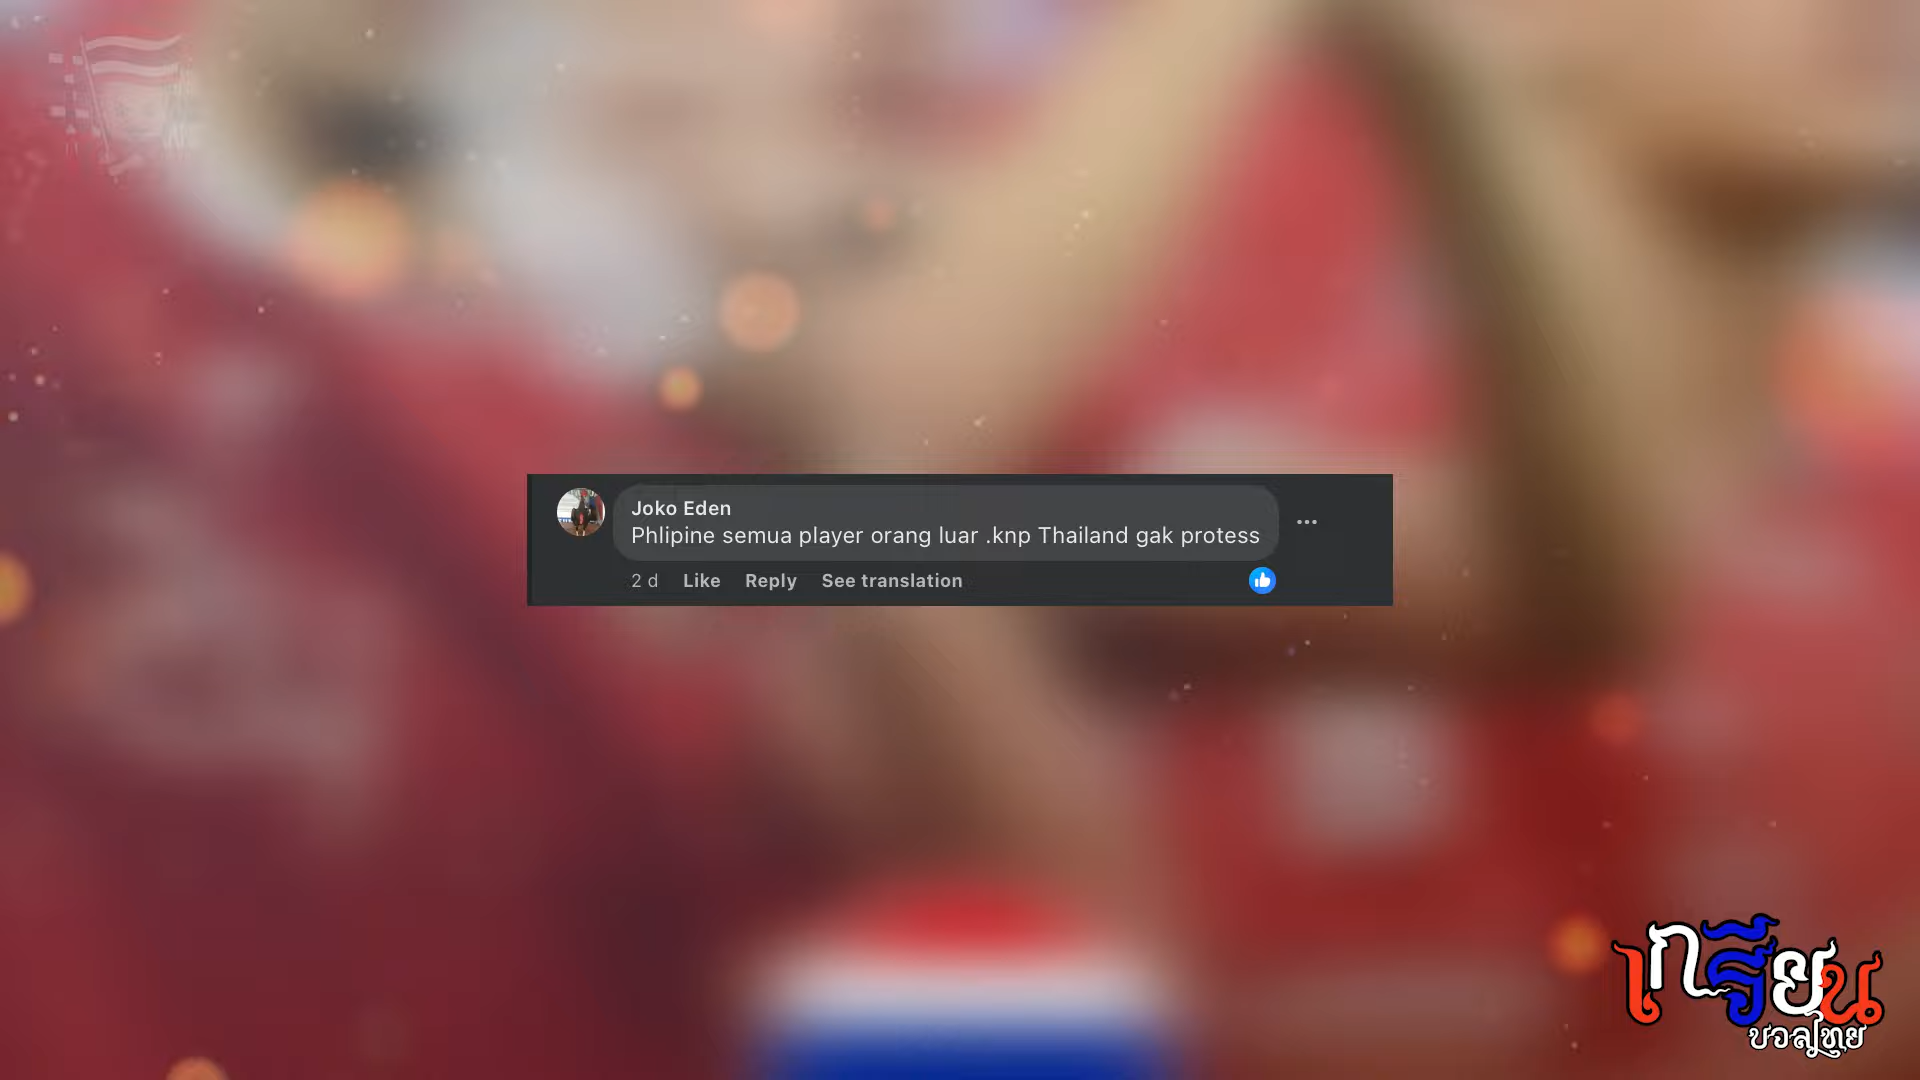 Joko Eden
Phlipine semua player orang luar .knp Thailand gak protess
2 d Like Reply See translation
เกรียน
บอลไทย